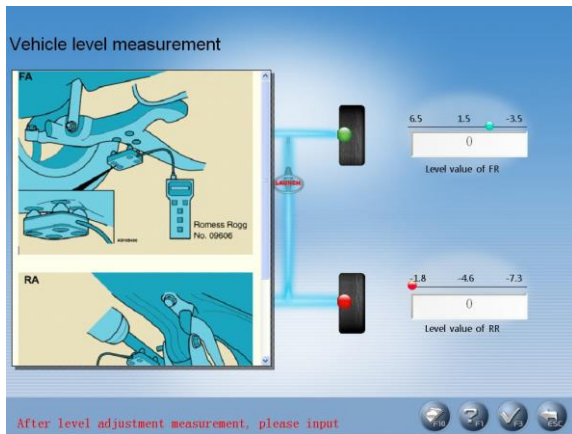 Vehicle level measurement
FA
Romess Rogg
No. 09606
RA
LAUNCH
6.5 1.5 -3.5
0
Level value of FR
-1.8 -4.6 -7.3
0
Level value of RR
After level adjustment measurement, please input
F10 F1 F3 ESC